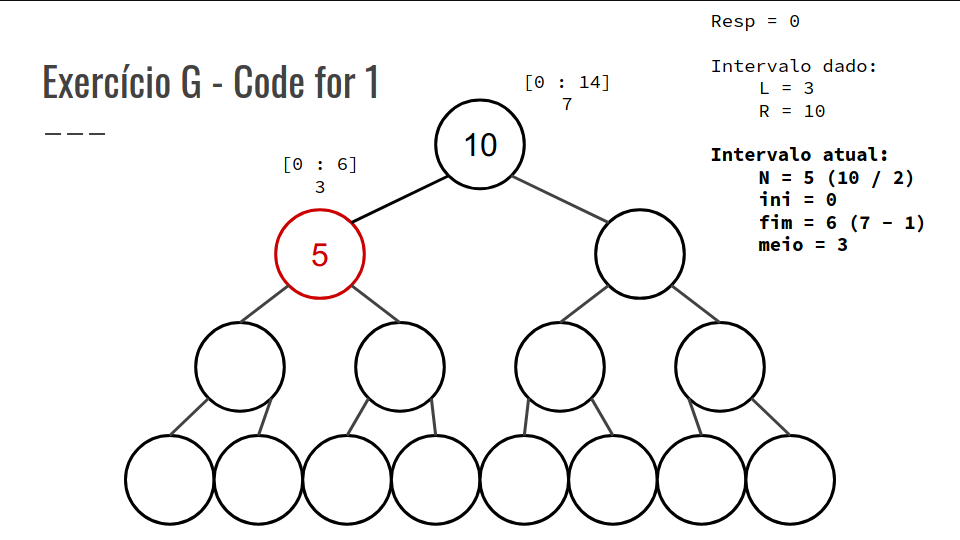 Resp = 0
Exercício G - Code for 1
Intervalo dado:
L = 3
R = 10
Intervalo atual:
N = 5 (10 / 2)
ini = 0
fim = 6 (7 - 1)
meio = 3
[0 : 14]
7
10
[0 : 6]
3
5